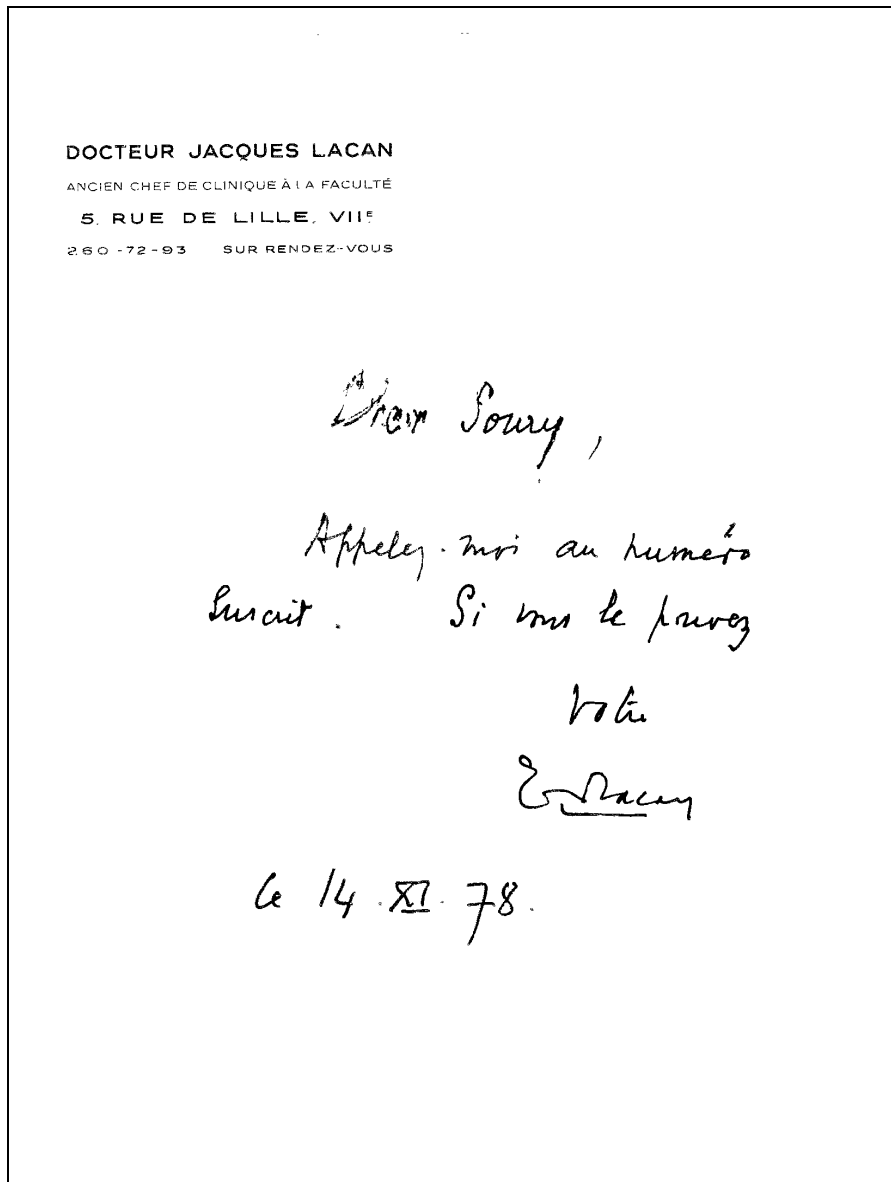 DOCTEUR JACQUES LACAN
ANCIEN CHEF DE CLINIQUE À LA FACULTÉ
5, RUE DE LILLE, VIIE
260-72-93 SUR RENDEZ-VOUS
Cher Soury,
Appelez-moi au numéro
Suscrit. Si vous le pouvez
Votre
Lacan
le 14.XI.78.